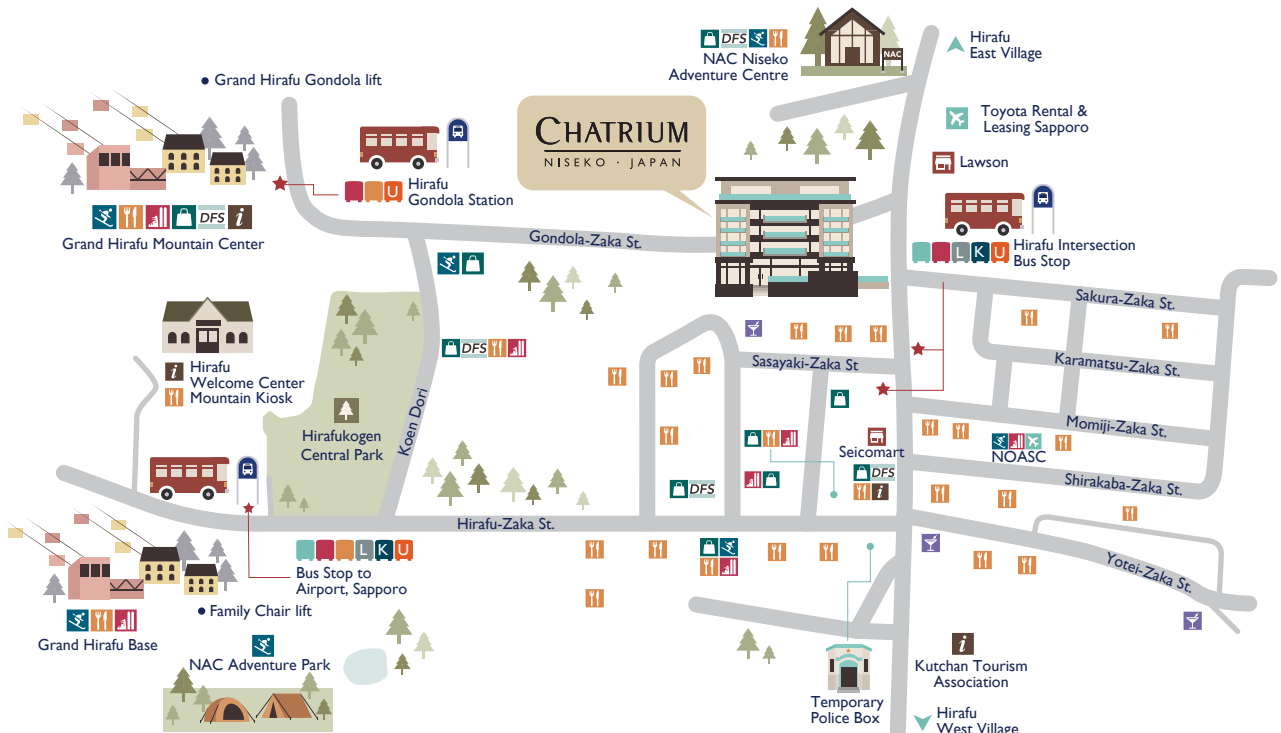 Grand Hirafu Gondola lift
DFS
NAC Niseko
Adventure Centre
NAC
Hirafu
East Village
Toyota Rental &
Leasing Sapporo
Lawson
CHATRIUM
NISEKO · JAPAN
U
Hirafu
Gondola Station
DFS i
Grand Hirafu Mountain Center
Gondola-Zaka St.
L K U
Hirafu Intersection
Bus Stop
Sakura-Zaka St.
DFS
Sasayaki-Zaka St
Karamatsu-Zaka St.
i
Hirafu
Welcome Center
Mountain Kiosk
Hirafukogen
Central Park
Koen Dori
Momiji-Zaka St.
NOASC
Seicomart
DFS
i
DFS
Shirakaba-Zaka St.
Hirafu-Zaka St.
Yotei-Zaka St.
L K U
Bus Stop to
Airport, Sapporo
Family Chair lift
Grand Hirafu Base
NAC Adventure Park
Temporary
Police Box
i
Kutchan Tourism
Association
Hirafu
West Village